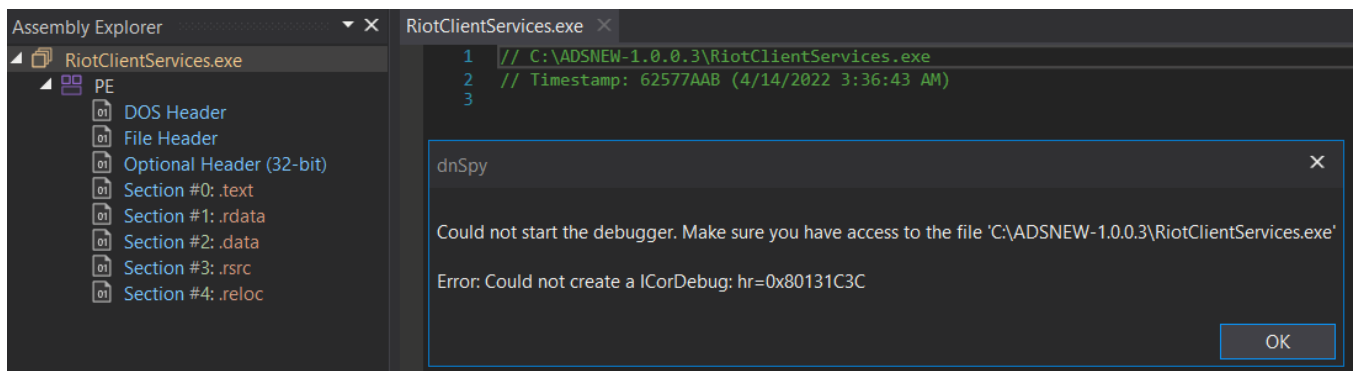 Assembly Explorer
RiotClientServices.exe
PE
DOS Header
File Header
Optional Header (32-bit)
Section #0: .text
Section #1: .rdata
Section #2: .data
Section #3: .rsrc
Section #4: .reloc
RiotClientServices.exe
1 // C:\ADSNEW-1.0.0.3\RiotClientServices.exe
2 // Timestamp: 62577AAB (4/14/2022 3:36:43 AM)
3
dnSpy
Could not start the debugger. Make sure you have access to the file 'C:\ADSNEW-1.0.0.3\RiotClientServices.exe'
Error: Could not create a ICorDebug: hr=0x80131C3C
OK